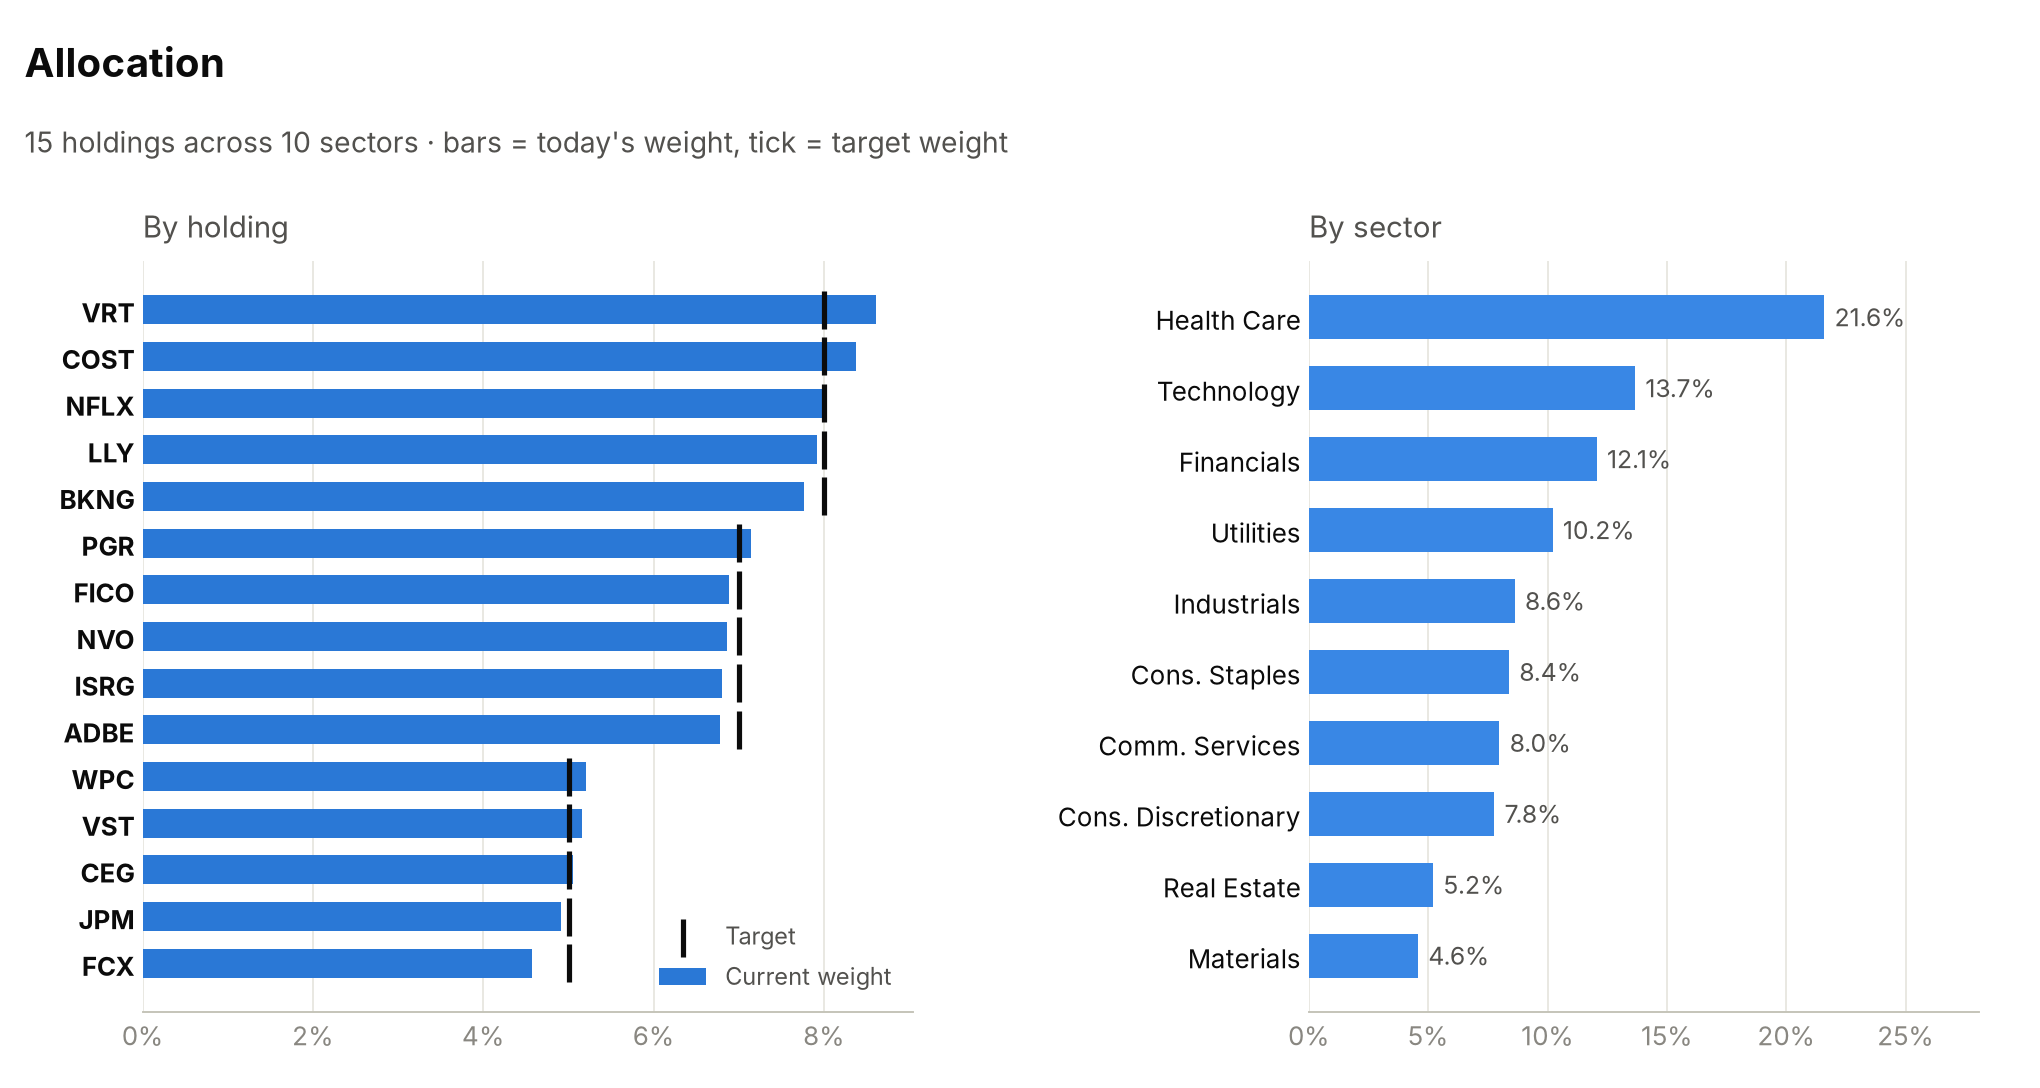 Allocation
15 holdings across 10 sectors · bars = today's weight, tick = target weight
By holding
VRT
COST
NFLX
LLY
BKNG
PGR
FICO
NVO
ISRG
ADBE
WPC
VST
CEG
JPM
FCX
Target
Current weight
0% 2% 4% 6% 8%
By sector
Health Care 21.6%
Technology 13.7%
Financials 12.1%
Utilities 10.2%
Industrials 8.6%
Cons. Staples 8.4%
Comm. Services 8.0%
Cons. Discretionary 7.8%
Real Estate 5.2%
Materials 4.6%
0% 5% 10% 15% 20% 25%